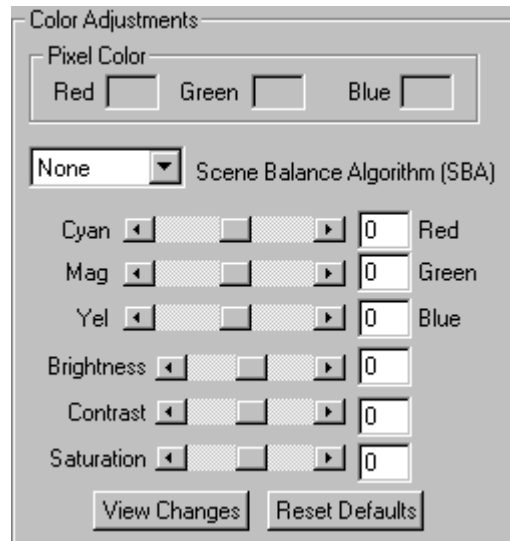 Color Adjustments
Pixel Color
Red Green Blue
None Scene Balance Algorithm (SBA)
Cyan 0 Red
Mag 0 Green
Yel 0 Blue
Brightness 0
Contrast 0
Saturation 0
View Changes Reset Defaults